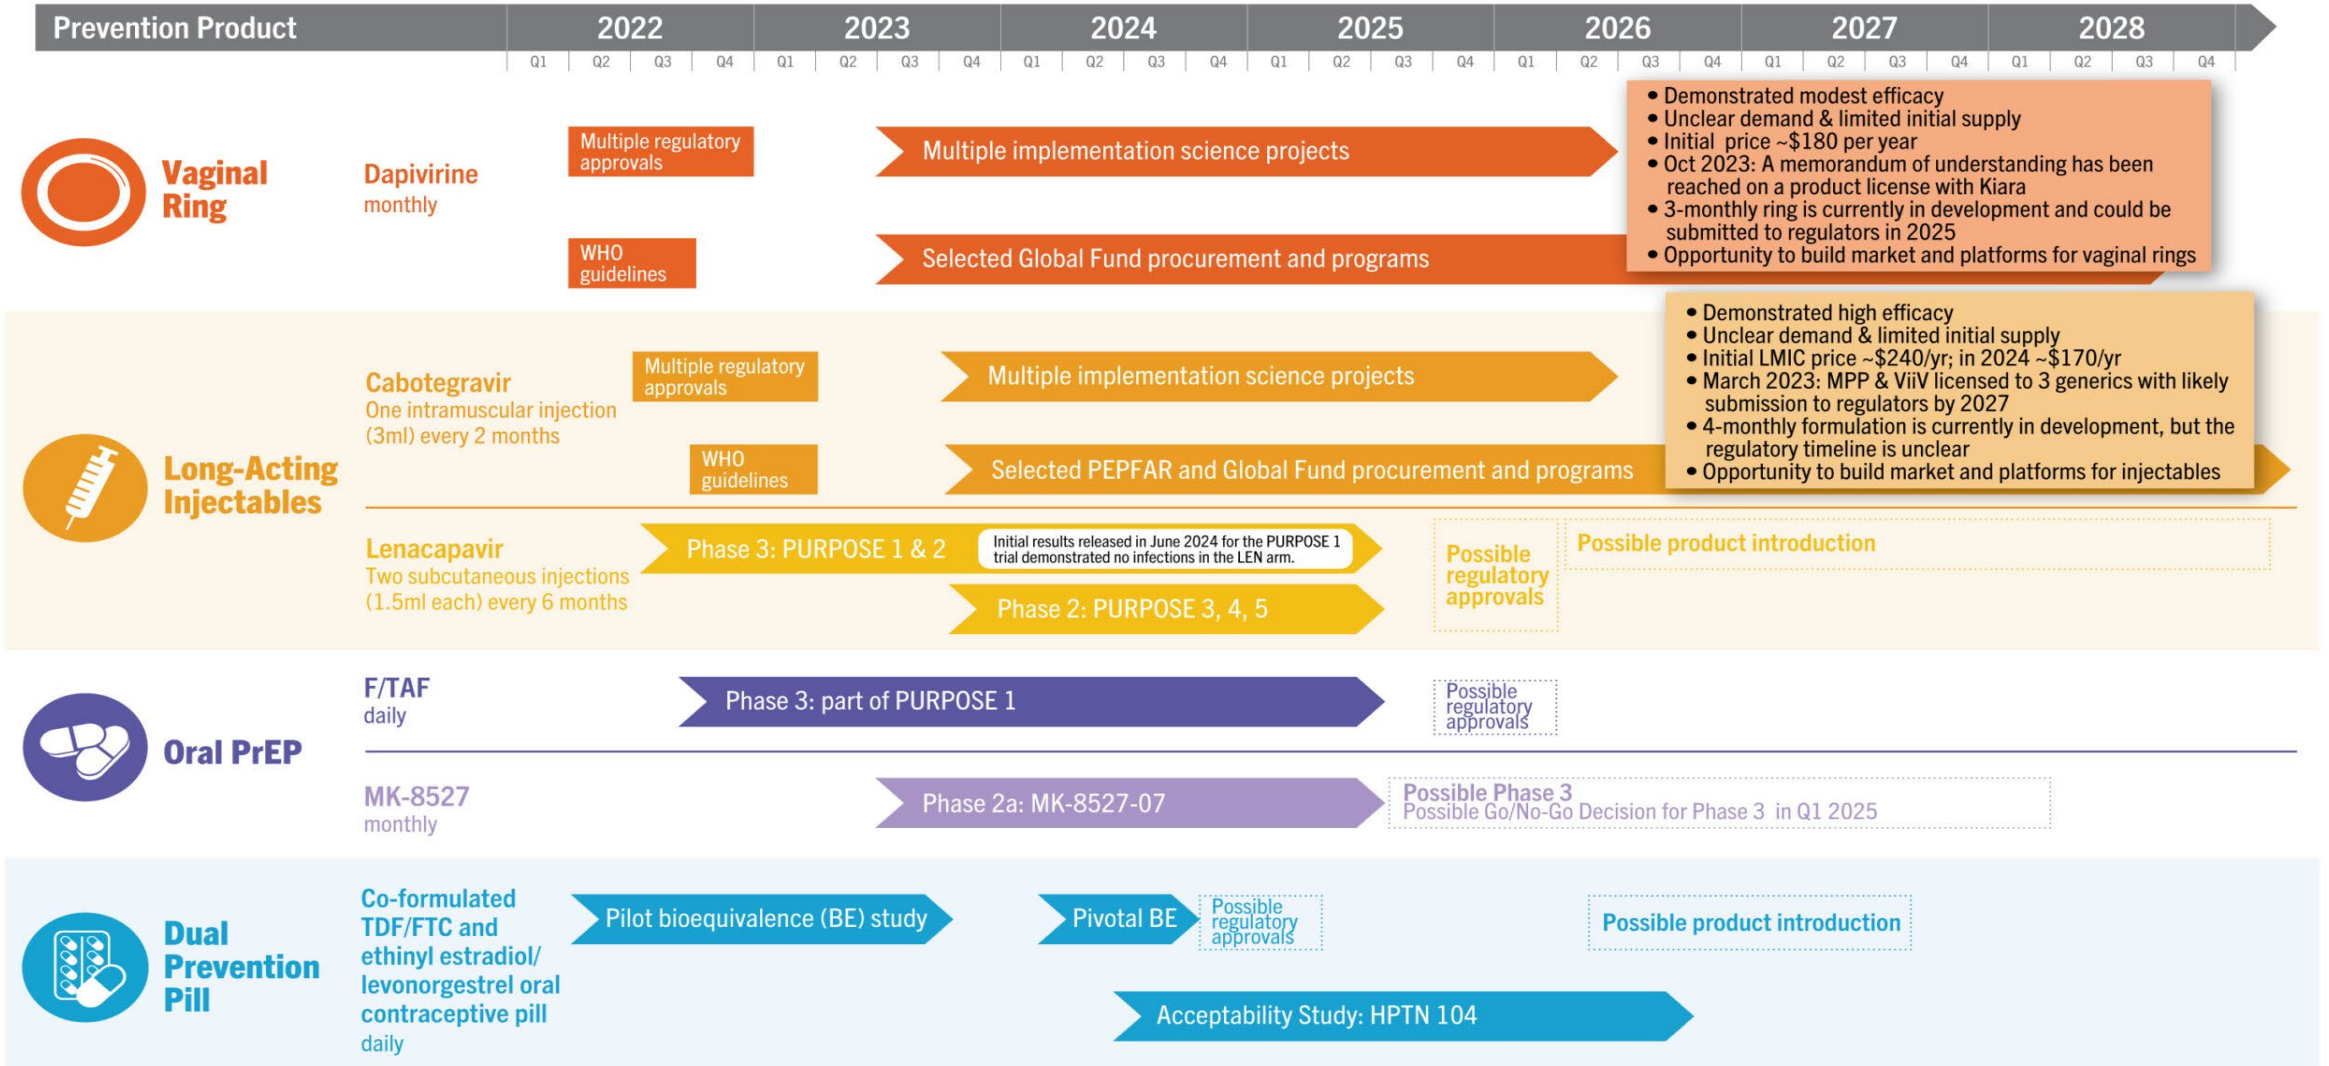 Prevention Product 2022 2023 2024 2025 2026 2027 2028
Q1 Q2 Q3 Q4 Q1 Q2 Q3 Q4 Q1 Q2 Q3 Q4 Q1 Q2 Q3 Q4 Q1 Q2 Q3 Q4 Q1 Q2 Q3 Q4 Q1 Q2 Q3 Q4
Vaginal
Ring
Dapivirine
monthly
Multiple regulatory
approvals
Multiple implementation science projects
WHO
guidelines
Selected Global Fund procurement and programs
• Demonstrated modest efficacy
• Unclear demand & limited initial supply
• Initial price ~$180 per year
• Oct 2023: A memorandum of understanding has been
reached on a product license with Kiara
• 3-monthly ring is currently in development and could be
submitted to regulators in 2025
• Opportunity to build market and platforms for vaginal rings
Long-Acting
Injectables
Cabotegravir
One intramuscular injection
(3ml) every 2 months
Multiple regulatory
approvals
Multiple implementation science projects
WHO
guidelines
Selected PEPFAR and Global Fund procurement and programs
• Demonstrated high efficacy
• Unclear demand & limited initial supply
• Initial LMIC price ~$240/yr; in 2024 ~$170/yr
• March 2023: MPP & ViiV licensed to 3 generics with likely
submission to regulators by 2027
• 4-monthly formulation is currently in development, but the
regulatory timeline is unclear
• Opportunity to build market and platforms for injectables
Lenacapavir
Two subcutaneous injections
(1.5ml each) every 6 months
Phase 3: PURPOSE 1 & 2
Initial results released in June 2024 for the PURPOSE 1
trial demonstrated no infections in the LEN arm.
Phase 2: PURPOSE 3, 4, 5
Possible
regulatory
approvals
Possible product introduction
Oral PrEP
F/TAF
daily
Phase 3: part of PURPOSE 1
Possible
regulatory
approvals
MK-8527
monthly
Phase 2a: MK-8527-07
Possible Phase 3
Possible Go/No-Go Decision for Phase 3 in Q1 2025
Dual
Prevention
Pill
Co-formulated
TDF/FTC and
ethinyl estradiol/
levonorgestrel oral
contraceptive pill
daily
Pilot bioequivalence (BE) study
Pivotal BE
Possible
regulatory
approvals
Possible product introduction
Acceptability Study: HPTN 104